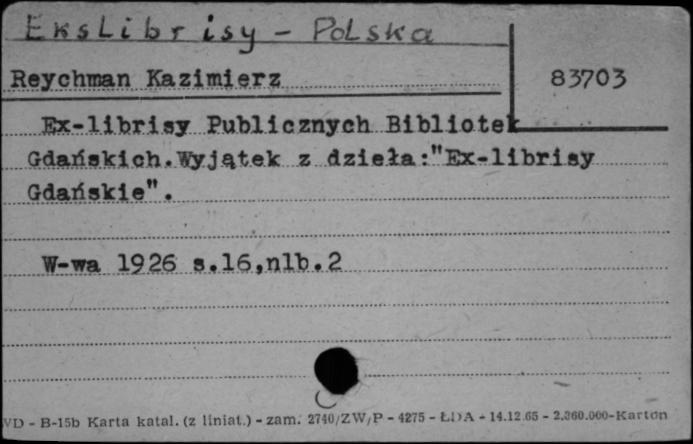 Ekslibrisy - Polska
Reychman Kazimierz
83703
Ex-librisy Publicznych Bibliotek
Gdańskich.Wyjątek z dzieła:"Ex-librisy
Gdańskie".
W-wa 1926 s.16,nlb.2
WD - B-15b Karta katal. (z liniat.) - zam. 2740/ZW/P - 4275 - ŁDA - 14.12.65 - 2.360.000-Karton